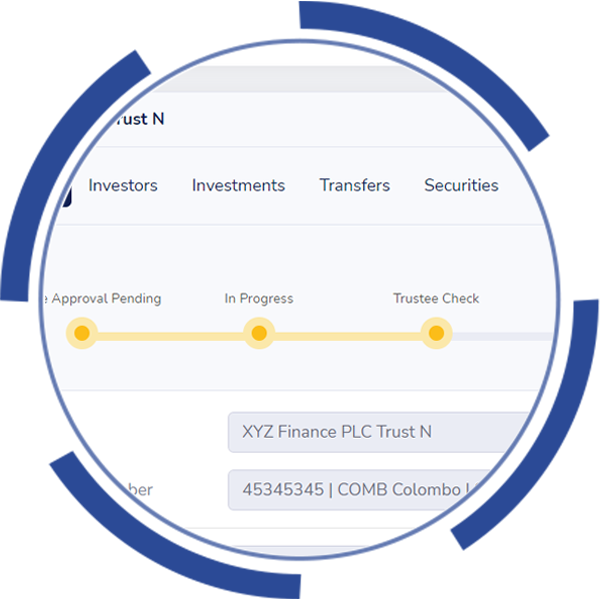 rust N
Investors Investments Transfers Securities
e Approval Pending In Progress Trustee Check
XYZ Finance PLC Trust N
ber 45345345 | COMB Colombo